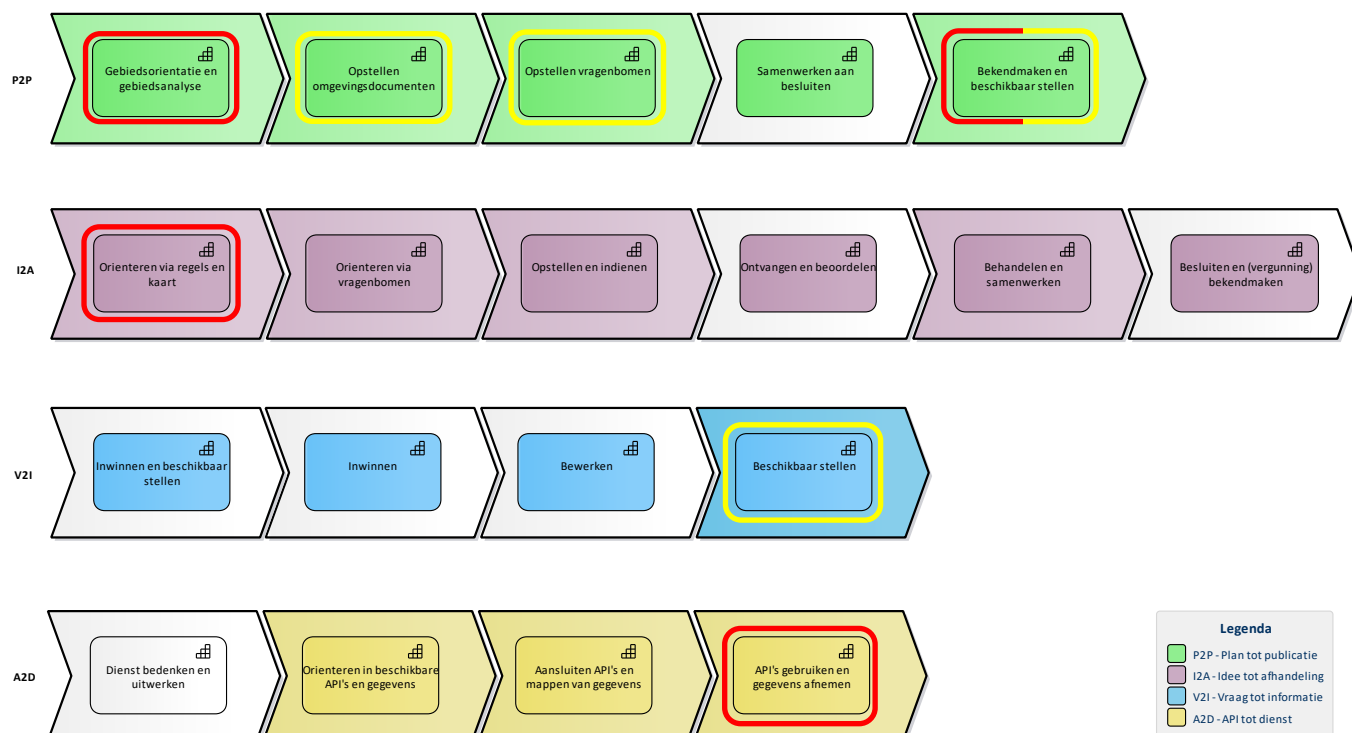 P2P
Gebiedsorientatie en
gebiedsanalyse
Opstellen
omgevingsdocumenten
Opstellen vragenbomen
Samenwerken aan
besluiten
Bekendmaken en
beschikbaar stellen
I2A
Orienteren via regels en
kaart
Orienteren via
vragenbomen
Opstellen en indienen
Ontvangen en beoordelen
Behandelen en
samenwerken
Besluiten en (vergunning)
bekendmaken
V2I
Inwinnen en beschikbaar
stellen
Inwinnen
Bewerken
Beschikbaar stellen
A2D
Dienst bedenken en
uitwerken
Orienteren in beschikbare
API's en gegevens
Aansluiten API's en
mappen van gegevens
API's gebruiken en
gegevens afnemen
Legenda
P2P - Plan tot publicatie
I2A - Idee tot afhandeling
V2I - Vraag tot informatie
A2D - API tot dienst